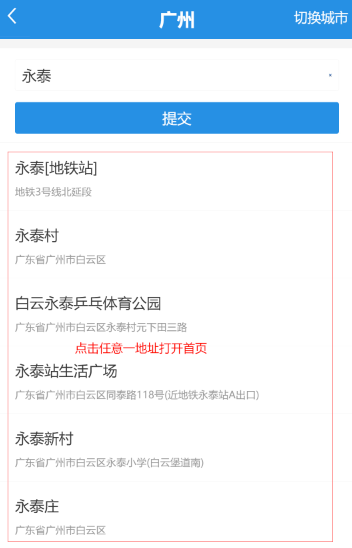 广州
切换城市
永泰
提交
永泰[地铁站]
地铁3号线北延段
永泰村
广东省广州市白云区
白云永泰乒乓体育公园
广东省广州市白云区永泰村元下田三路
点击任意一地址打开首页
永泰站生活广场
广东省广州市白云区同泰路118号(近地铁永泰站A出口)
永泰新村
广东省广州市白云区永泰小学(白云堡道南)
永泰庄
广东省广州市白云区